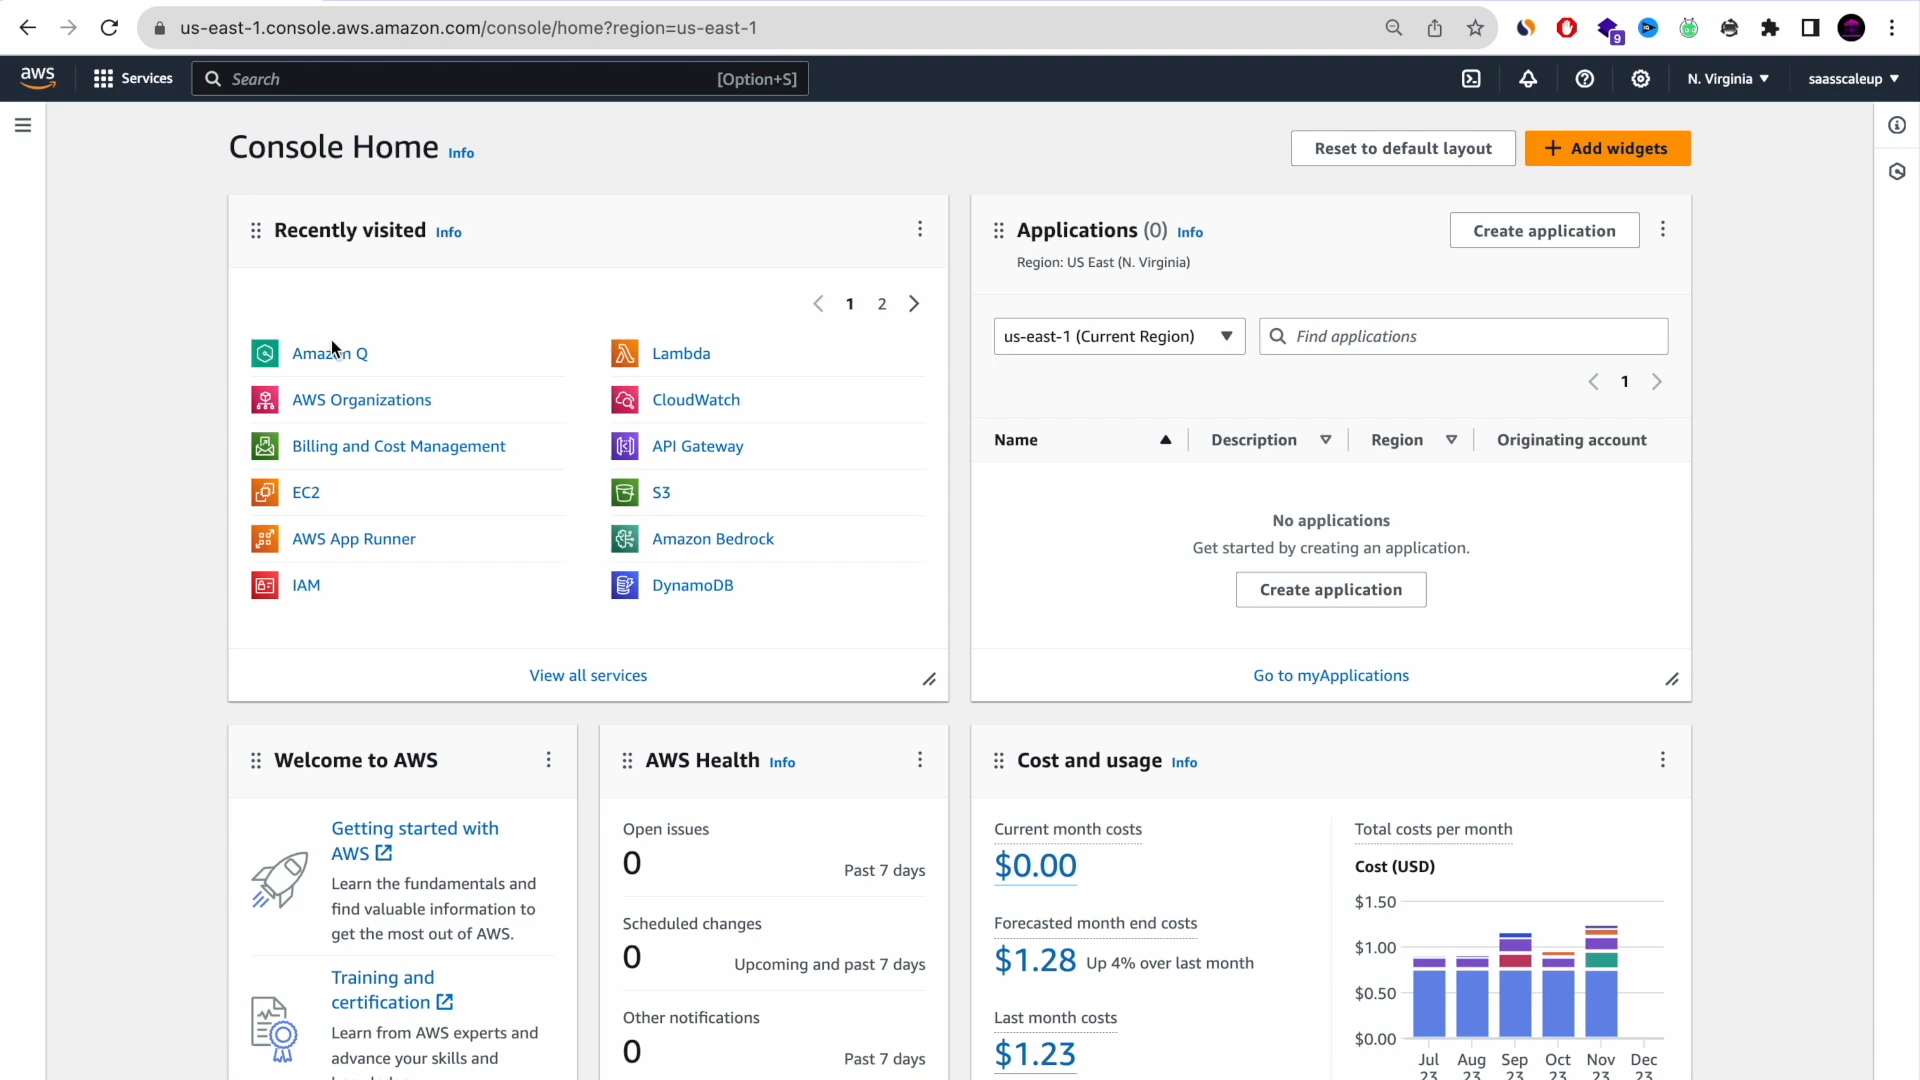 us-east-1.console.aws.amazon.com/console/home?region=us-east-1
9
aws
Services
Search
[Option+S]
N. Virginia
saasscaleup
Console Home
Info
Reset to default layout
Add widgets
Recently visited
Info
1
2
Amazon Q
AWS Organizations
Billing and Cost Management
EC2
AWS App Runner
IAM
Lambda
CloudWatch
API Gateway
S3
Amazon Bedrock
DynamoDB
View all services
Applications (0)
Info
Region: US East (N. Virginia)
Create application
us-east-1 (Current Region)
Find applications
1
Name
Description
Region
Originating account
No applications
Get started by creating an application.
Create application
Go to myApplications
Welcome to AWS
Getting started with
AWS
Learn the fundamentals and
find valuable information to
get the most out of AWS.
Training and
certification
Learn from AWS experts and
advance your skills and
AWS Health
Info
Open issues
0
Past 7 days
Scheduled changes
0
Upcoming and past 7 days
Other notifications
0
Past 7 days
Cost and usage
Info
Current month costs
$0.00
Forecasted month end costs
$1.28
Up 4% over last month
Last month costs
$1.23
Total costs per month
Cost (USD)
$1.50
$1.00
$0.50
$0.00
Jul
Aug
Sep
Oct
Nov
Dec
23
23
23
23
23
23